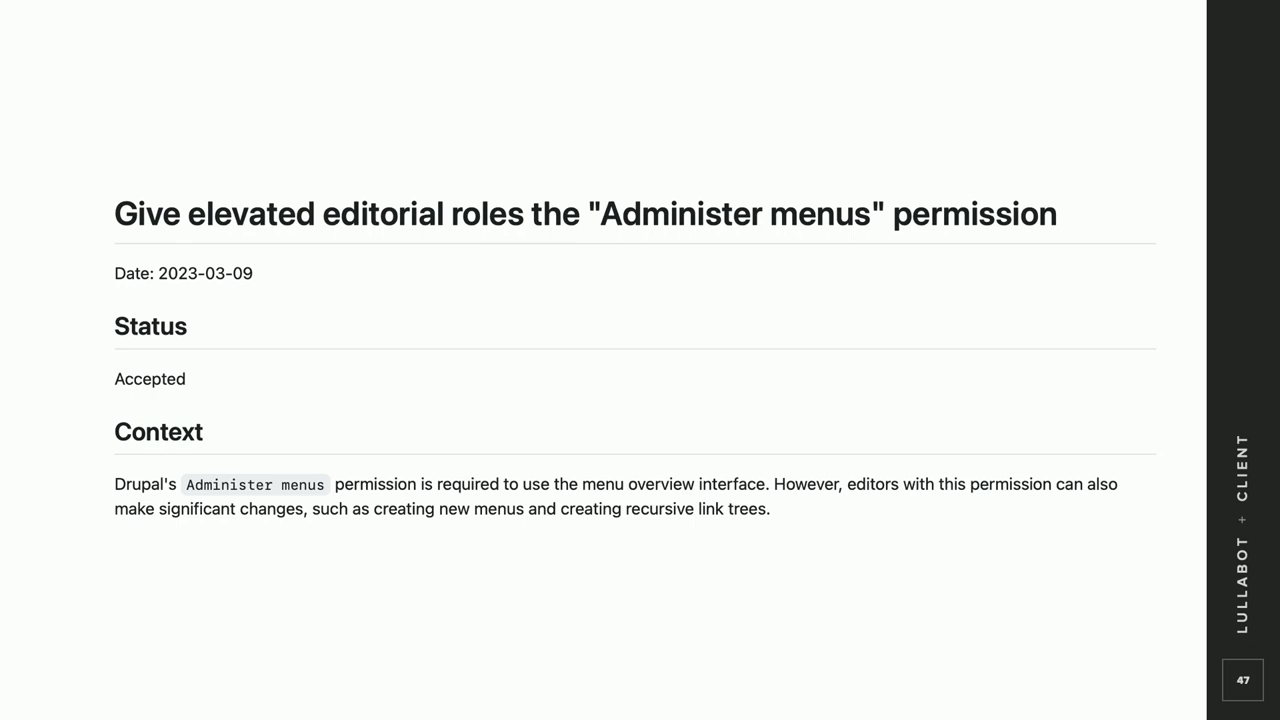 Give elevated editorial roles the "Administer menus" permission
Date: 2023-03-09
Status
Accepted
Context
Drupal's Administer menus permission is required to use the menu overview interface. However, editors with this permission can also
make significant changes, such as creating new menus and creating recursive link trees.
LULLABOT + CLIENT
47